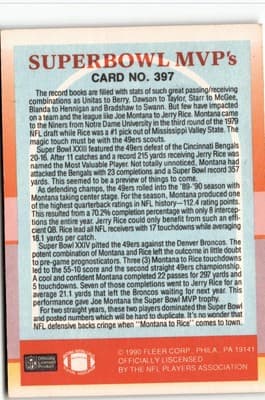 SUPERBOWL MVP's
CARD NO. 397
The record books are filled with stats of such great passing/receiving
combinations as Unitas to Berry, Dawson to Taylor, Starr to McGee,
Blanda to Hennigan and Bradshaw to Swann. But few have impacted
on a team and the league like Joe Montana to Jerry Rice. Montana came
to the Niners from Notre Dame University in the third round of the 1979
NFL draft while Rice was a #1 pick out of Mississippi Valley State. The
magic touch must be with the 49ers scouts.
Super Bowl XXIII featured the 49ers defeat of the Cincinnati Bengals
20-16. After 11 catches and a record 215 yards receiving Jerry Rice was
named the Most Valuable Player. Not totally unnoticed, Montana had
attacked the Bengals with 23 completions and a Super Bowl record 357
yards. This seemed to be a preview of things to come.
As defending champs, the 49ers rolled into the '89-'90 season with
Montana taking center stage. For the season, Montana produced one
of the highest quarterback ratings in NFL history—112.4 rating points.
This resulted from a 70.2% completion percentage with only 8 intercep-
tions the entire year. Jerry Rice could only benefit from such an effi-
cient QB. Rice lead all NFL receivers with 17 touchdowns while averaging
18.1 yards per catch.
Super Bowl XXIV pitted the 49ers against the Denver Broncos. The
potent combination of Montana and Rice left the outcome in little doubt
to pre-game prognosticators. Three (3) Montana to Rice touchdowns
led to the 55-10 score and the second straight 49ers championship.
A cool and confident Montana completed 22 passes for 297 yards and
5 touchdowns. Seven of those completions went to Jerry Rice for an
average 21.1 yards that left the Broncos waiting for next year. This
performance gave Joe Montana the Super Bowl MVP trophy.
For two straight years, these two players dominated the Super Bowl
and posted numbers which will be hard to duplicate. It's no wonder that
NFL defensive backs cringe when "Montana to Rice" comes to town.
© 1990 FLEER CORP., PHILA., PA 19141
OFFICIALLY LICENSED
BY THE NFL PLAYERS ASSOCIATION